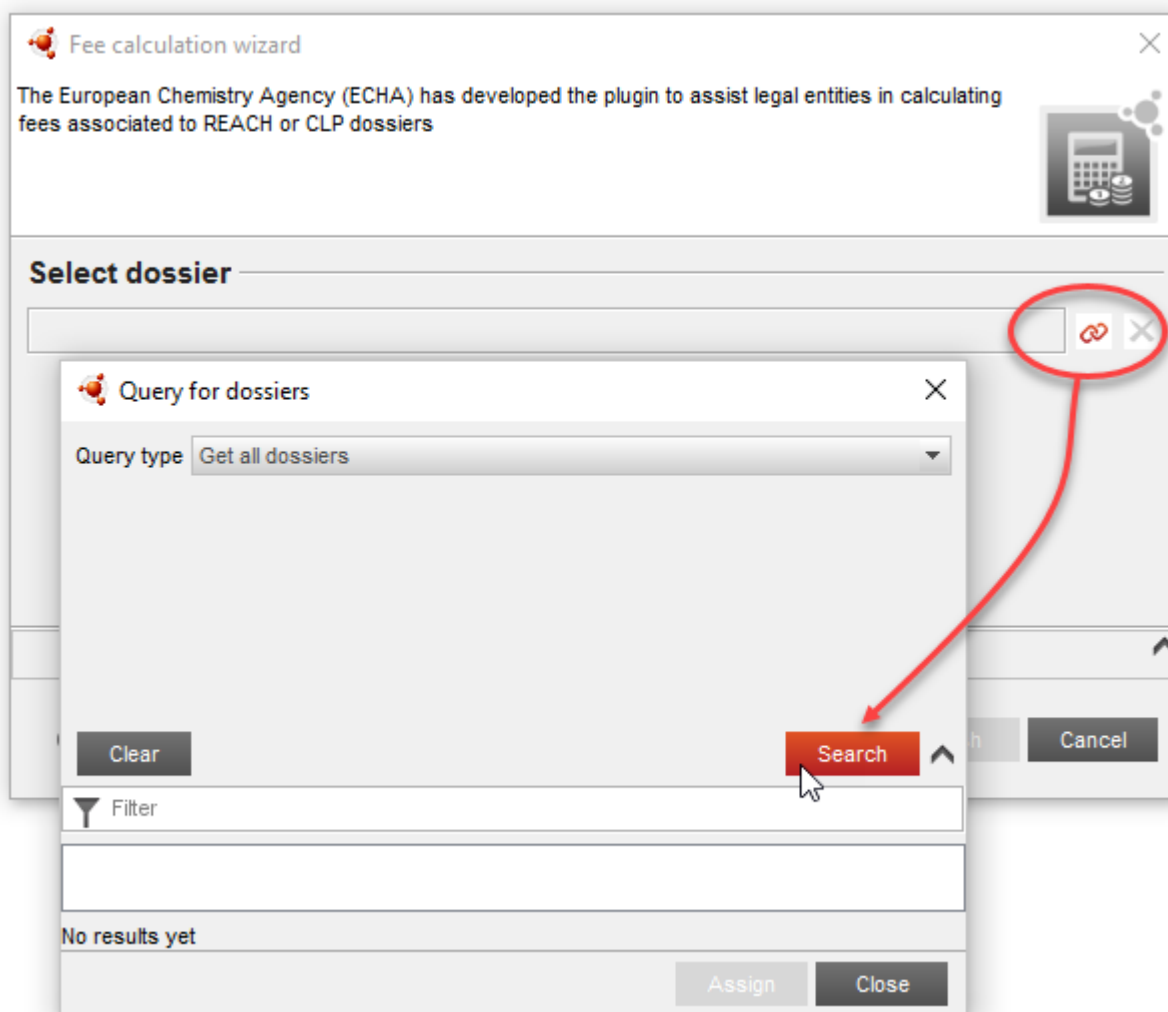 Fee calculation wizard
The European Chemistry Agency (ECHA) has developed the plugin to assist legal entities in calculating
fees associated to REACH or CLP dossiers
Select dossier
Query for dossiers
Query type Get all dossiers
Clear Search
Cancel
Filter
No results yet
Assign Close